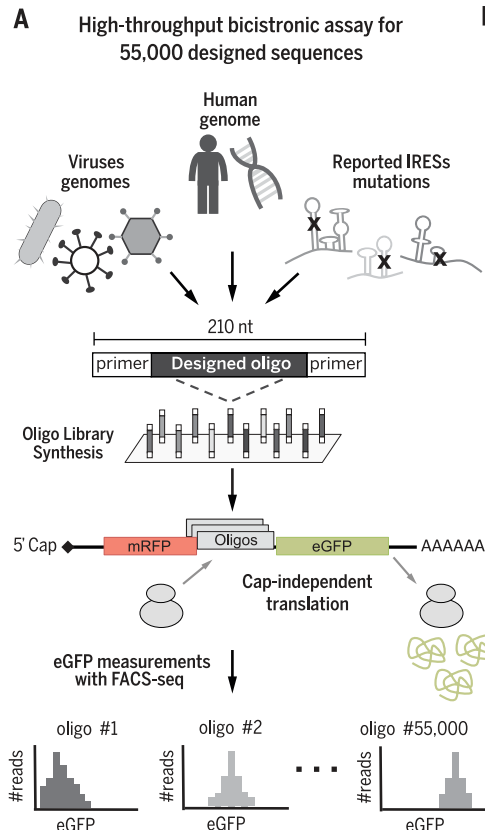 A
High-throughput bicistronic assay for
55,000 designed sequences
Human
genome
Viruses
genomes
Reported IRESs
mutations
X
X
X
210 nt
primer
Designed oligo
primer
Oligo Library
Synthesis
5' Cap
mRFP
Oligos
eGFP
AAAAAA
Cap-independent
translation
eGFP measurements
with FACS-seq
oligo #1
oligo #2
oligo #55,000
#reads
#reads
#reads
eGFP
eGFP
eGFP